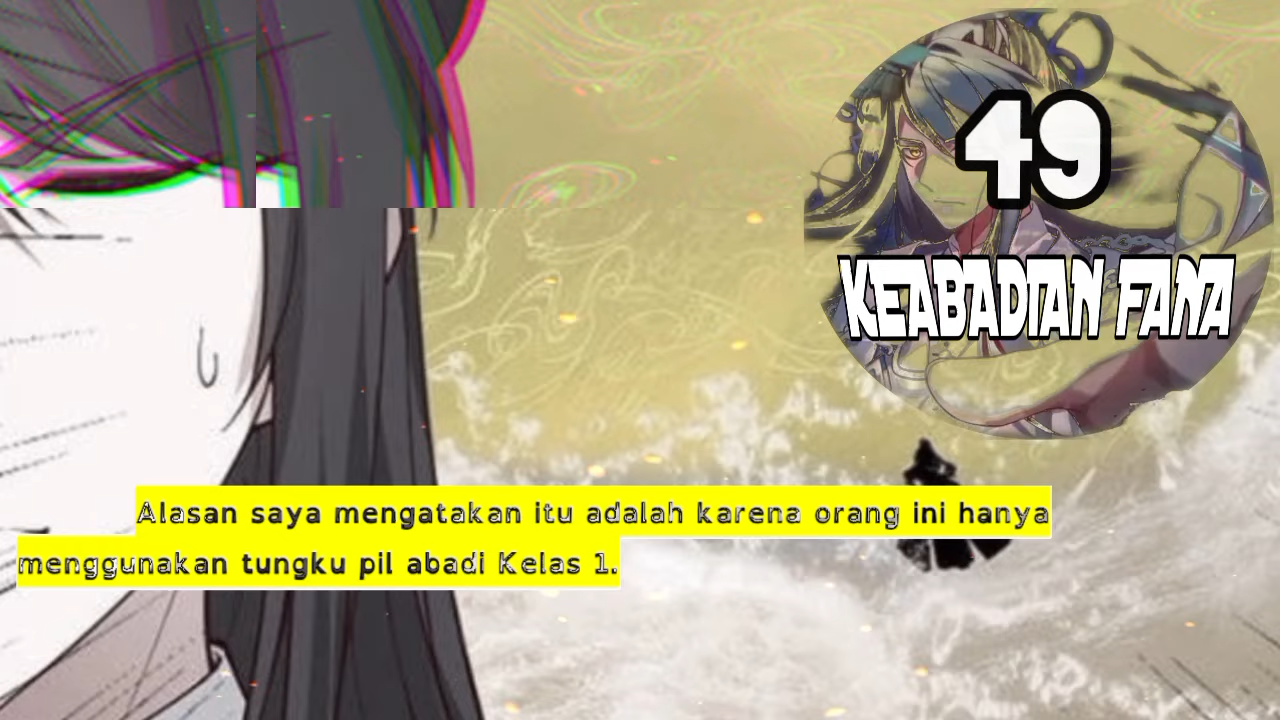 49
KEABADIAN FANA
Alasan saya mengatakan itu adalah karena orang ini hanya
menggunakan tungku pil abadi Kelas 1.